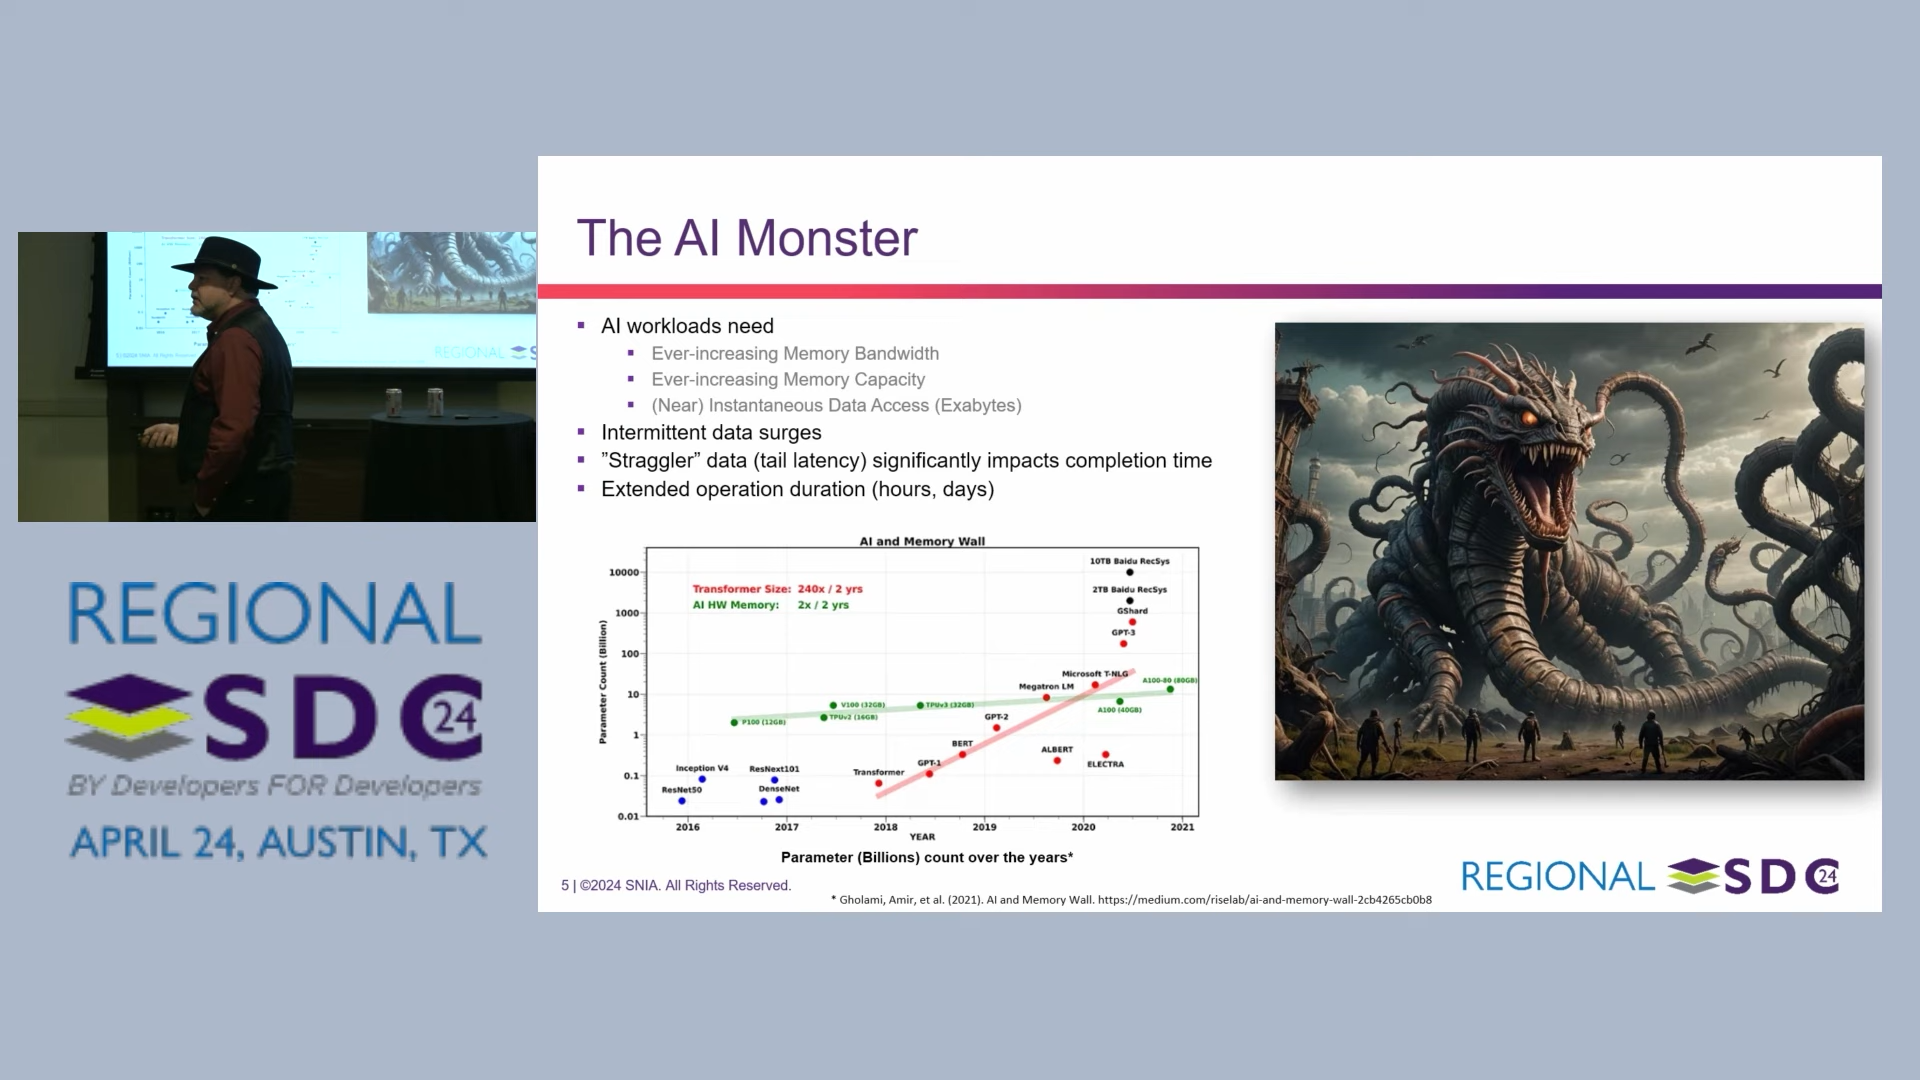 The AI Monster
AI workloads need
Ever-increasing Memory Bandwidth
Ever-increasing Memory Capacity
(Near) Instantaneous Data Access (Exabytes)
Intermittent data surges
”Straggler” data (tail latency) significantly impacts completion time
Extended operation duration (hours, days)
AI and Memory Wall
Transformer Size: 240x / 2 yrs
AI HW Memory: 2x / 2 yrs
Parameter Count (Billion)
10000
1000
100
10
1
0.1
0.01
10TB Baidu RecSys
2TB Baidu RecSys
GShard
GPT-3
Microsoft T-NLG
A100-80 (80GB)
Megatron LM
V100 (32GB)
TPUv3 (32GB)
A100 (40GB)
P100 (12GB)
TPUv2 (16GB)
GPT-2
BERT
ALBERT
ELECTRA
Inception V4
ResNext101
Transformer
GPT-1
ResNet50
DenseNet
2016 2017 2018 2019 2020 2021
YEAR
Parameter (Billions) count over the years*
5 | ©2024 SNIA. All Rights Reserved.
* Gholami, Amir, et al. (2021). AI and Memory Wall. https://medium.com/riselab/ai-and-memory-wall-2cb4265cb0b8
REGIONAL SDC 24
REGIONAL
SDC 24
BY Developers FOR Developers
APRIL 24, AUSTIN, TX
REGIONAL